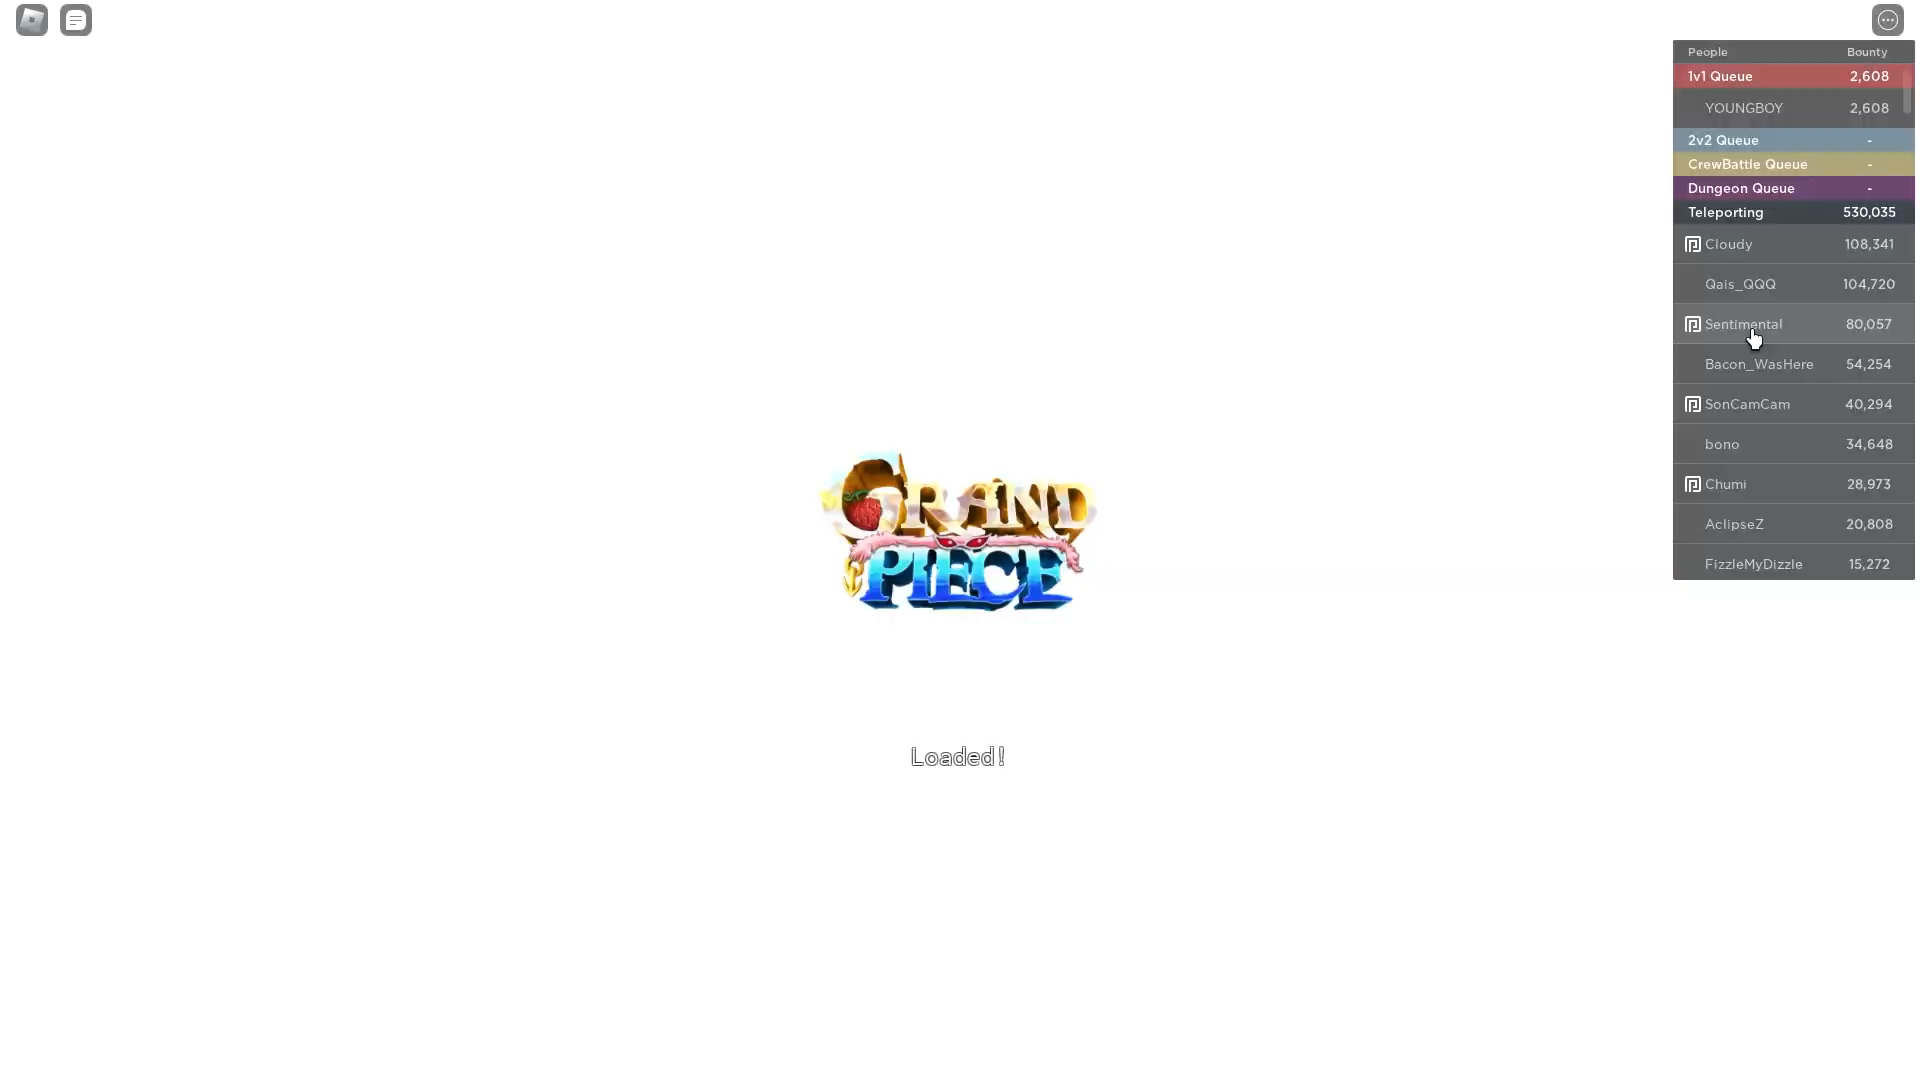 People Bounty
1v1 Queue 2,608
YOUNGBOY 2,608
2v2 Queue -
CrewBattle Queue -
Dungeon Queue -
Teleporting 530,035
Cloudy 108,341
Qais_QQQ 104,720
Sentimental 80,057
Bacon_WasHere 54,254
SonCamCam 40,294
bono 34,648
Chumi 28,973
AclipseZ 20,808
FizzleMyDizzle 15,272
GRAND
PIECE
Loaded!